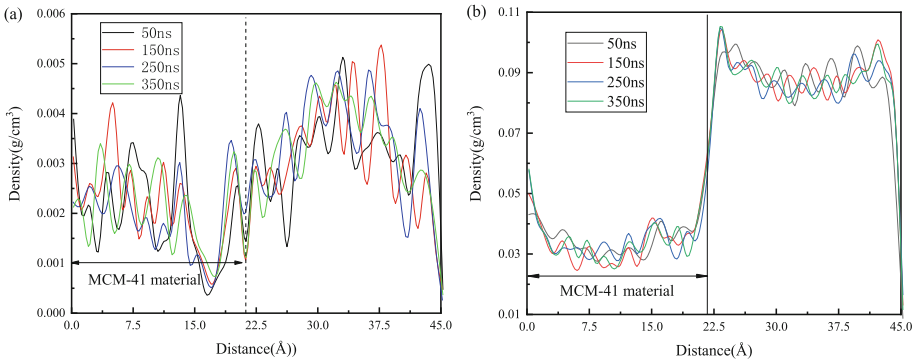 (a)
0.006
0.005
0.004
0.003
0.002
0.001
0.000
Density(g/cm³)
50ns
150ns
250ns
350ns
MCM-41 material
0.0 7.5 15.0 22.5 30.0 37.5 45.0
Distance(Å))
(b)
0.11
0.09
0.07
0.05
0.03
0.01
Density(g/cm³)
50ns
150ns
250ns
350ns
MCM-41 material
0.0 7.5 15.0 22.5 30.0 37.5 45.0
Distance(Å)